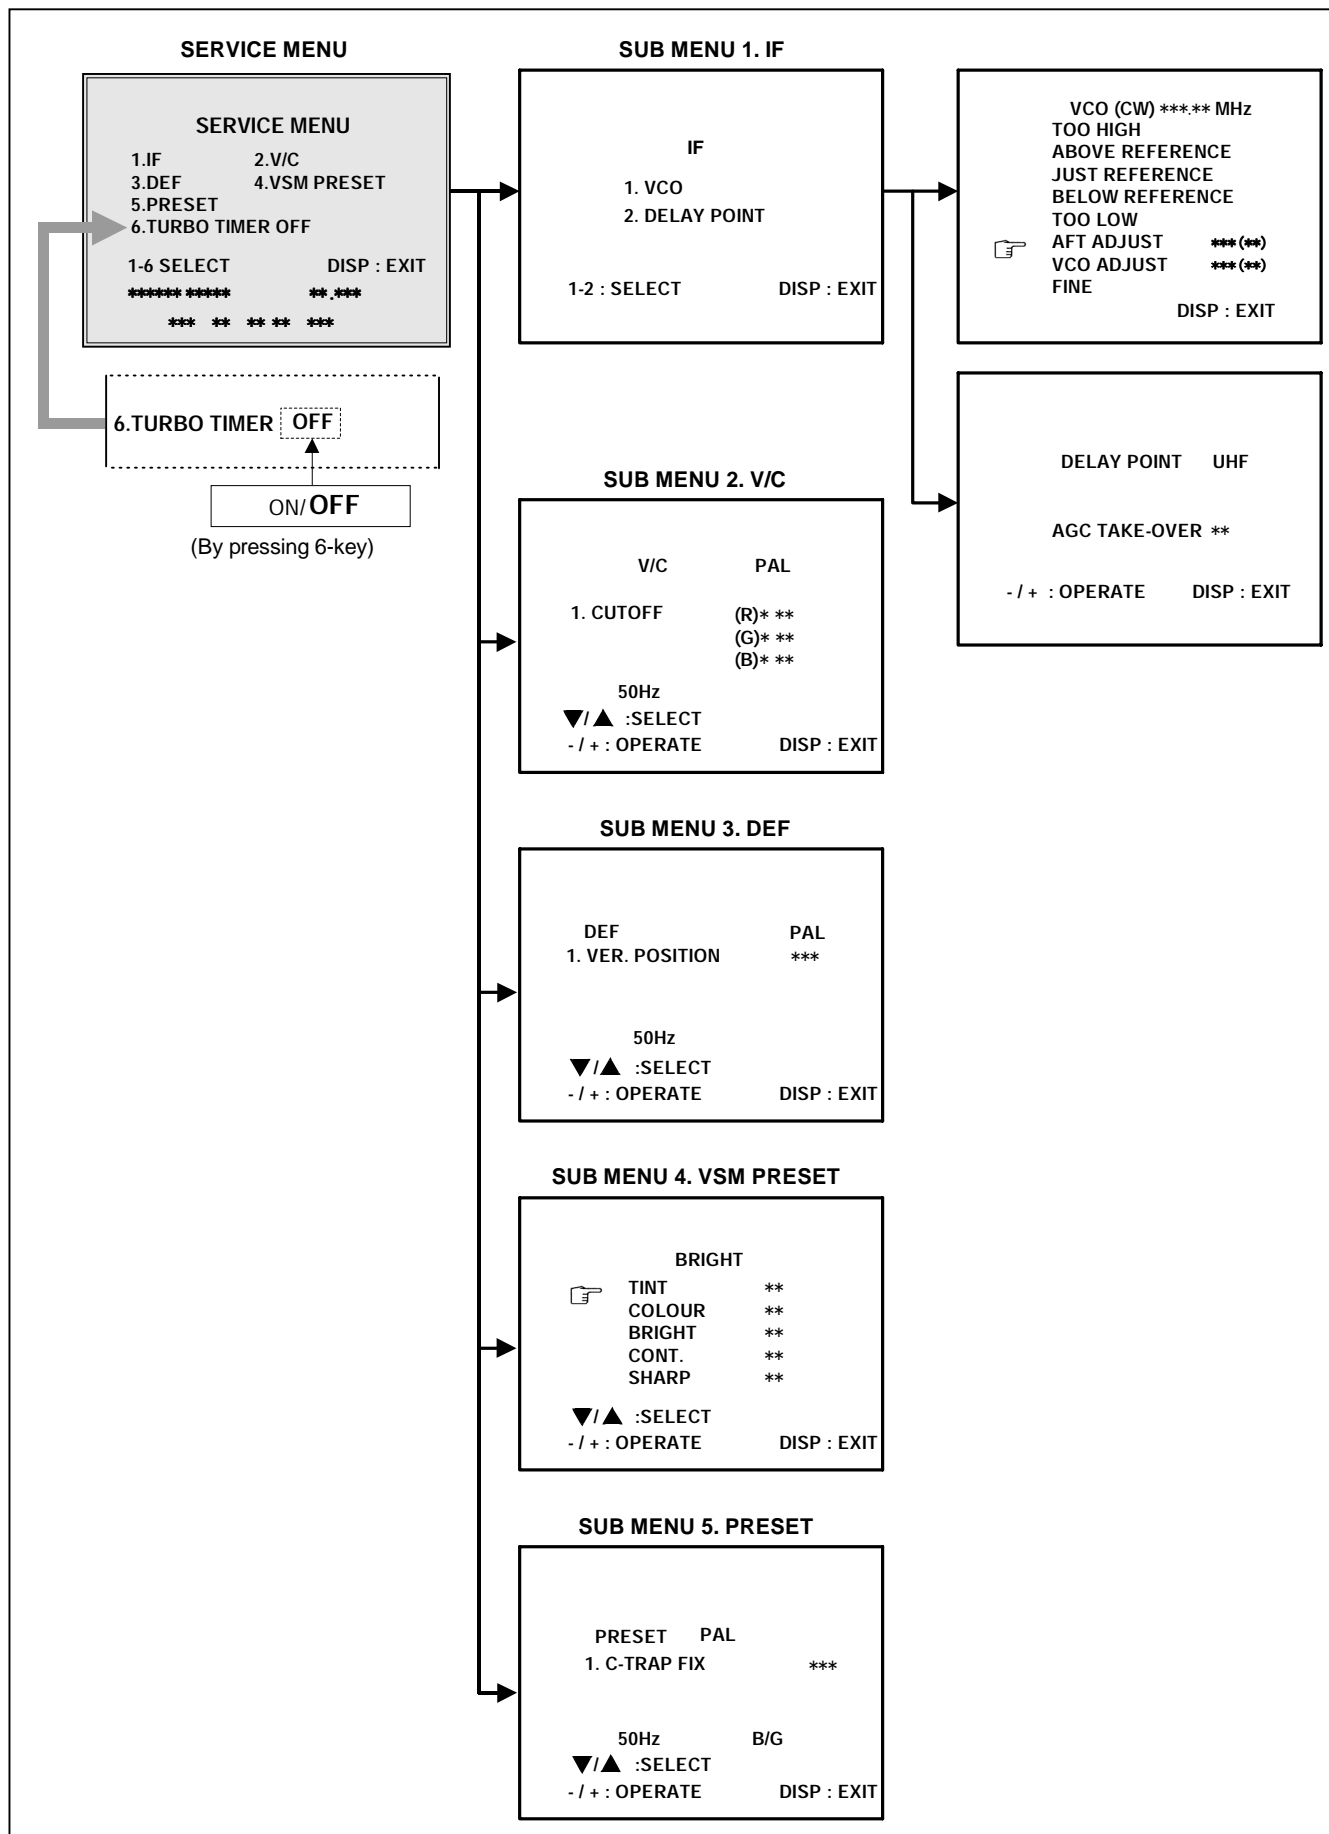 SERVICE MENU
SERVICE MENU
1.IF 2.V/C
3.DEF 4.VSM PRESET
5.PRESET
6.TURBO TIMER OFF
1-6 SELECT DISP : EXIT
****** ***** **.***
*** ** ** ** ***
6.TURBO TIMER OFF
ON/OFF
(By pressing 6-key)
SUB MENU 1. IF
IF
1. VCO
2. DELAY POINT
1-2 : SELECT DISP : EXIT
VCO (CW) ***.** MHz
TOO HIGH
ABOVE REFERENCE
JUST REFERENCE
BELOW REFERENCE
TOO LOW
☞ AFT ADJUST ***(**)
VCO ADJUST ***(**)
FINE
DISP : EXIT
DELAY POINT UHF
AGC TAKE-OVER **
- / + : OPERATE DISP : EXIT
SUB MENU 2. V/C
V/C PAL
1. CUTOFF (R)* **
(G)* **
(B)* **
50Hz
▼/▲ :SELECT
- / + : OPERATE DISP : EXIT
SUB MENU 3. DEF
DEF PAL
1. VER. POSITION ***
50Hz
▼/▲ :SELECT
- / + : OPERATE DISP : EXIT
SUB MENU 4. VSM PRESET
BRIGHT
☞ TINT **
COLOUR **
BRIGHT **
CONT. **
SHARP **
▼/▲ :SELECT
- / + : OPERATE DISP : EXIT
SUB MENU 5. PRESET
PRESET PAL
1. C-TRAP FIX ***
50Hz B/G
▼/▲ :SELECT
- / + : OPERATE DISP : EXIT